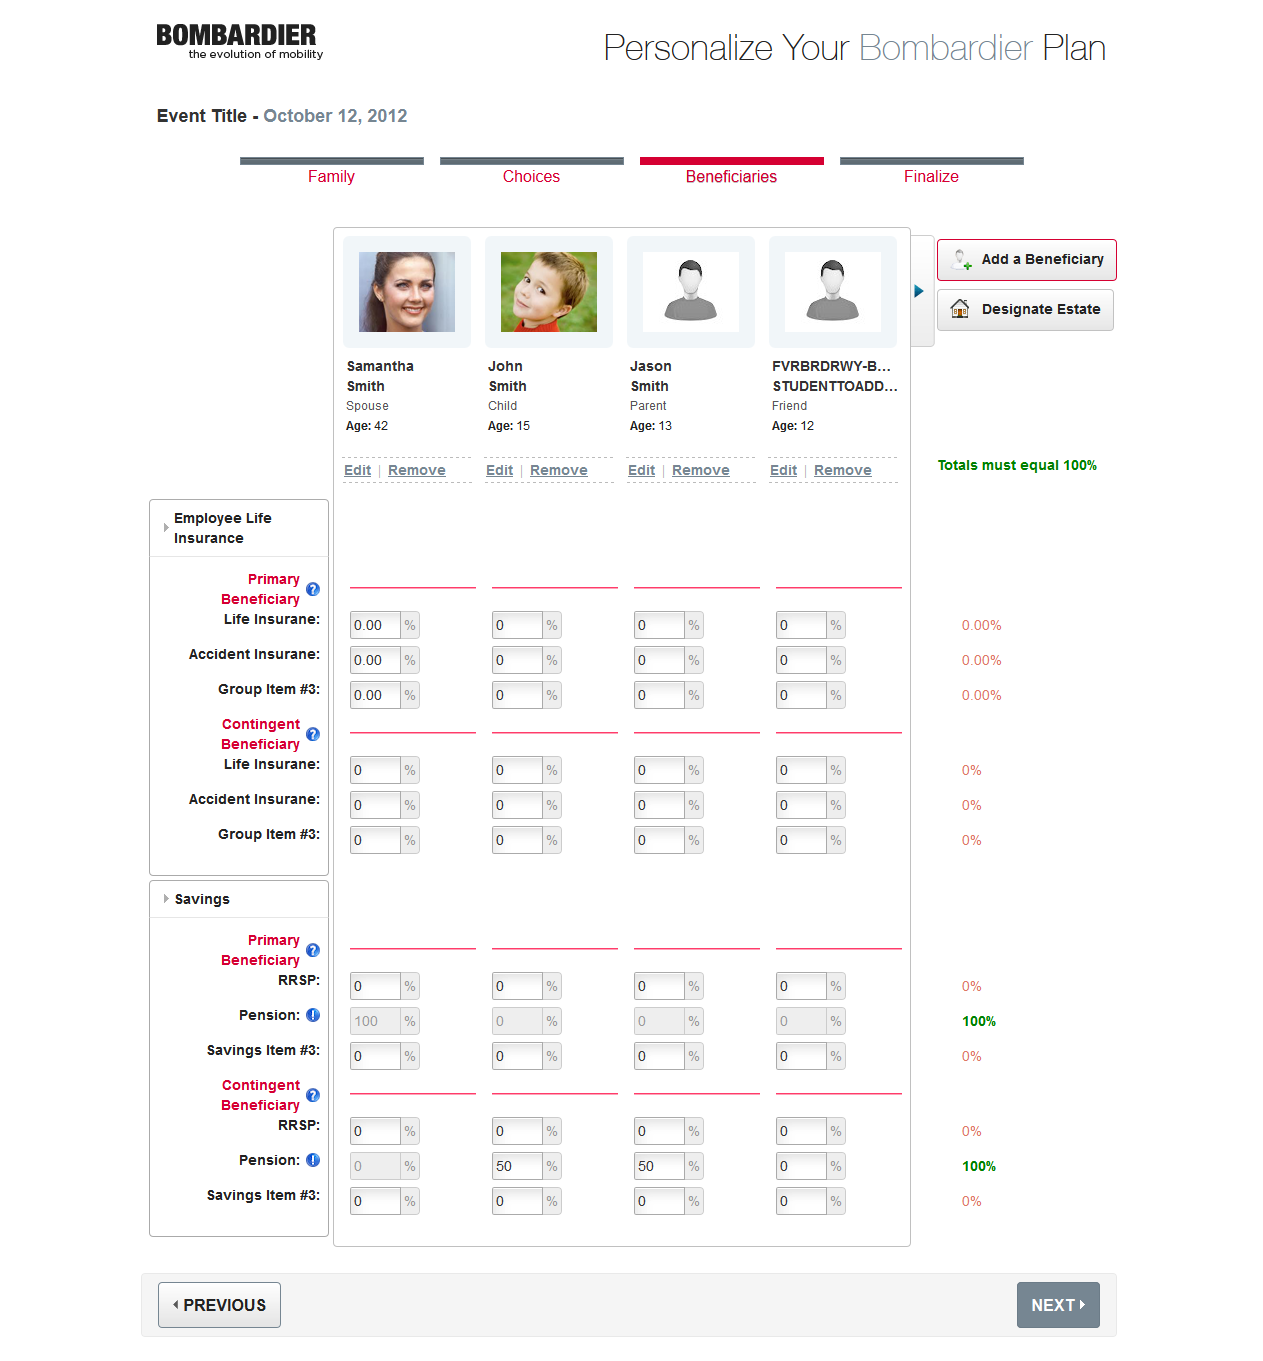 BOMBARDIER
the evolution of mobility
Personalize Your Bombardier Plan
Event Title - October 12, 2012
Family
Choices
Beneficiaries
Finalize
Samantha
Smith
Spouse
Age: 42
Edit | Remove
John
Smith
Child
Age: 15
Edit | Remove
Jason
Smith
Parent
Age: 13
Edit | Remove
FVRBRDRWY-B...
STUDENTTOADD...
Friend
Age: 12
Edit | Remove
Add a Beneficiary
Designate Estate
Totals must equal 100%
Employee Life
Insurance
Primary
Beneficiary ?
Life Insurane: 0.00 % 0 % 0 % 0 % 0.00%
Accident Insurane: 0.00 % 0 % 0 % 0 % 0.00%
Group Item #3: 0.00 % 0 % 0 % 0 % 0.00%
Contingent
Beneficiary ?
Life Insurane: 0 % 0 % 0 % 0 % 0%
Accident Insurane: 0 % 0 % 0 % 0 % 0%
Group Item #3: 0 % 0 % 0 % 0 % 0%
Savings
Primary
Beneficiary ?
RRSP: 0 % 0 % 0 % 0 % 0%
Pension: ! 100 % 0 % 0 % 0 % 100%
Savings Item #3: 0 % 0 % 0 % 0 % 0%
Contingent
Beneficiary ?
RRSP: 0 % 0 % 0 % 0 % 0%
Pension: ! 0 % 50 % 50 % 0 % 100%
Savings Item #3: 0 % 0 % 0 % 0 % 0%
PREVIOUS
NEXT